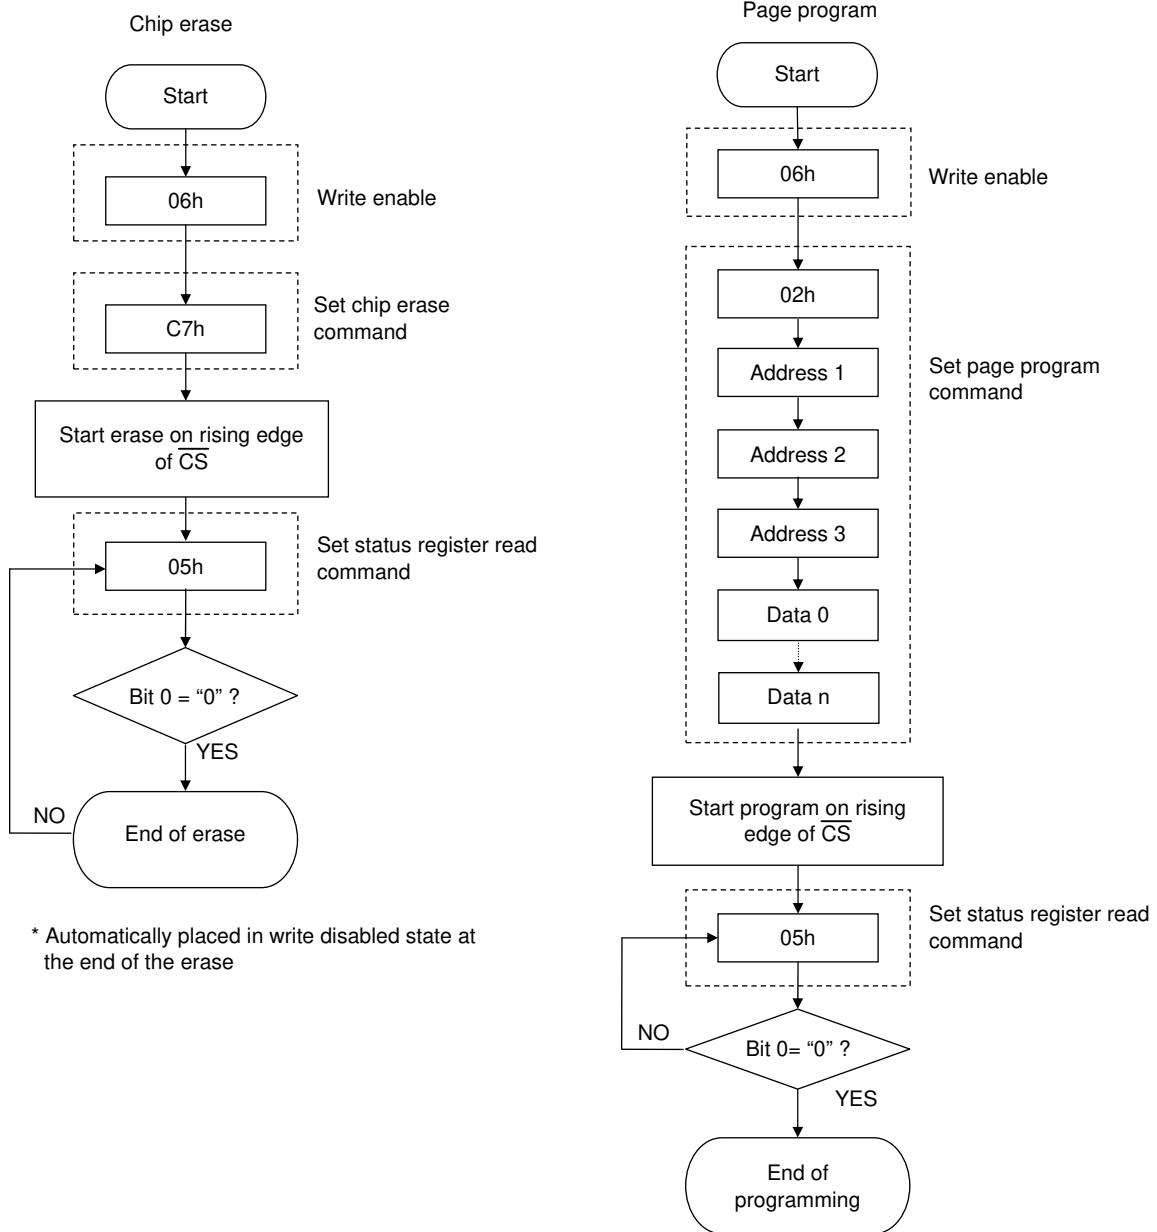 Chip erase
Start
06h
Write enable
C7h
Set chip erase
command
Start erase on rising edge
of C̅S̅
05h
Set status register read
command
Bit 0 = “0” ?
YES
NO
End of erase
* Automatically placed in write disabled state at
the end of the erase
Page program
Start
06h
Write enable
02h
Address 1
Set page program
command
Address 2
Address 3
Data 0
Data n
Start program on rising
edge of C̅S̅
05h
Set status register read
command
NO
Bit 0= “0” ?
YES
End of
programming